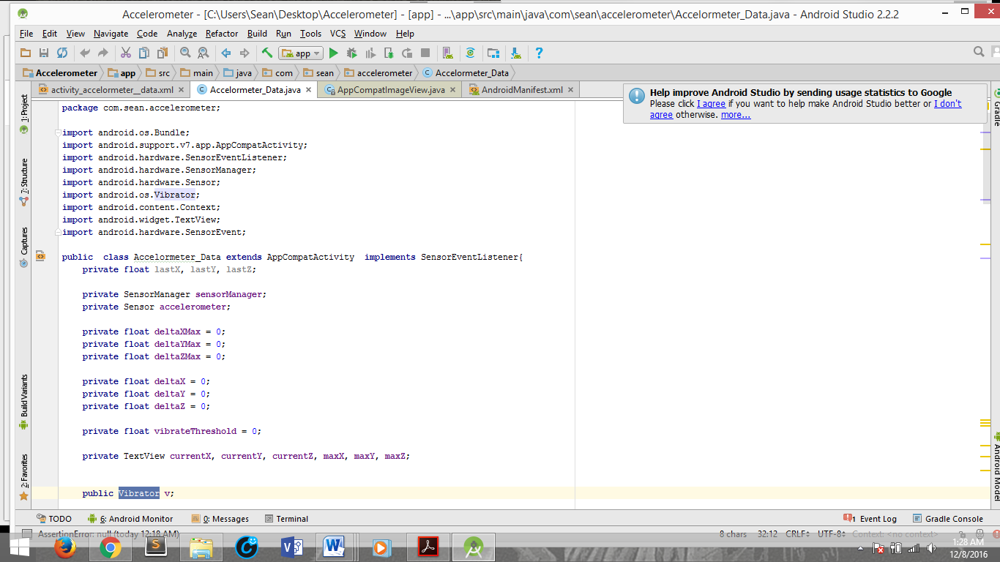 Accelerometer - [C:\Users\Sean\Desktop\Accelerometer] - [app] - ...\app\src\main\java\com\sean\accelerometer\Accelormeter_Data.java - Android Studio 2.2.2
File Edit View Navigate Code Analyze Refactor Build Run Tools VCS Window Help
app
Accelerometer app src main java com sean accelerometer Accelormeter_Data
activity_accelormeter__data.xml Accelormeter_Data.java AppCompatImageView.java AndroidManifest.xml
Help improve Android Studio by sending usage statistics to Google
Please click I agree if you want to help make Android Studio better or I don't
agree otherwise. more...
1: Project
7: Structure
Captures
Build Variants
2: Favorites
Gradle
Android Model
package com.sean.accelerometer;
import android.os.Bundle;
import android.support.v7.app.AppCompatActivity;
import android.hardware.SensorEventListener;
import android.hardware.SensorManager;
import android.hardware.Sensor;
import android.os.Vibrator;
import android.content.Context;
import android.widget.TextView;
import android.hardware.SensorEvent;
public  class Accelormeter_Data extends AppCompatActivity  implements SensorEventListener{
private float lastX, lastY, lastZ;
private SensorManager sensorManager;
private Sensor accelerometer;
private float deltaXMax = 0;
private float deltaYMax = 0;
private float deltaZMax = 0;
private float deltaX = 0;
private float deltaY = 0;
private float deltaZ = 0;
private float vibrateThreshold = 0;
private TextView currentX, currentY, currentZ, maxX, maxY, maxZ;
public Vibrator v;
TODO 6: Android Monitor 0: Messages Terminal 1 Event Log Gradle Console
AssertionError: null (today 12:18 AM) 8 chars 32:12 CRLF UTF-8 Context: <no context>
1:28 AM
12/8/2016